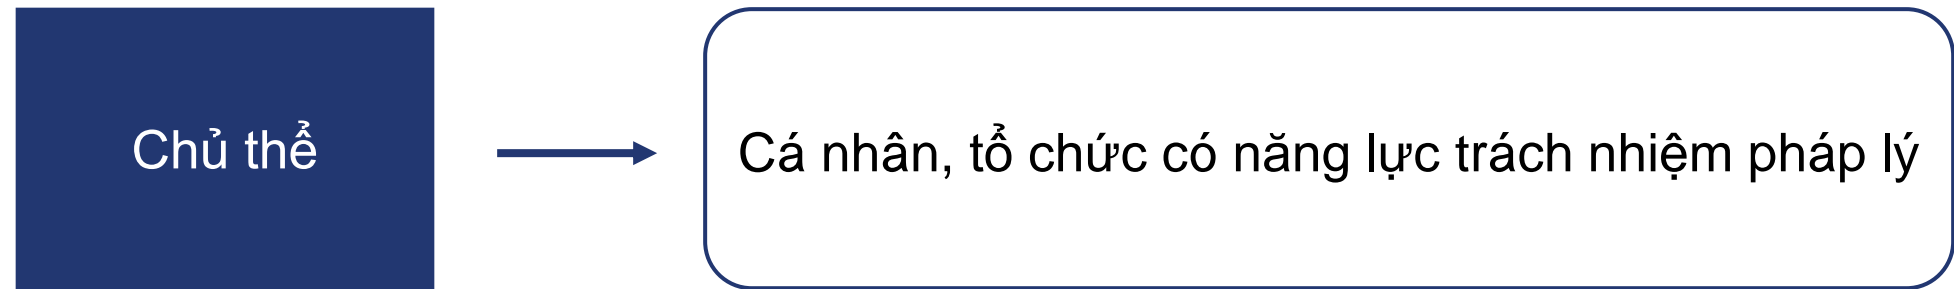 Chủ thể
Cá nhân, tổ chức có năng lực trách nhiệm pháp lý